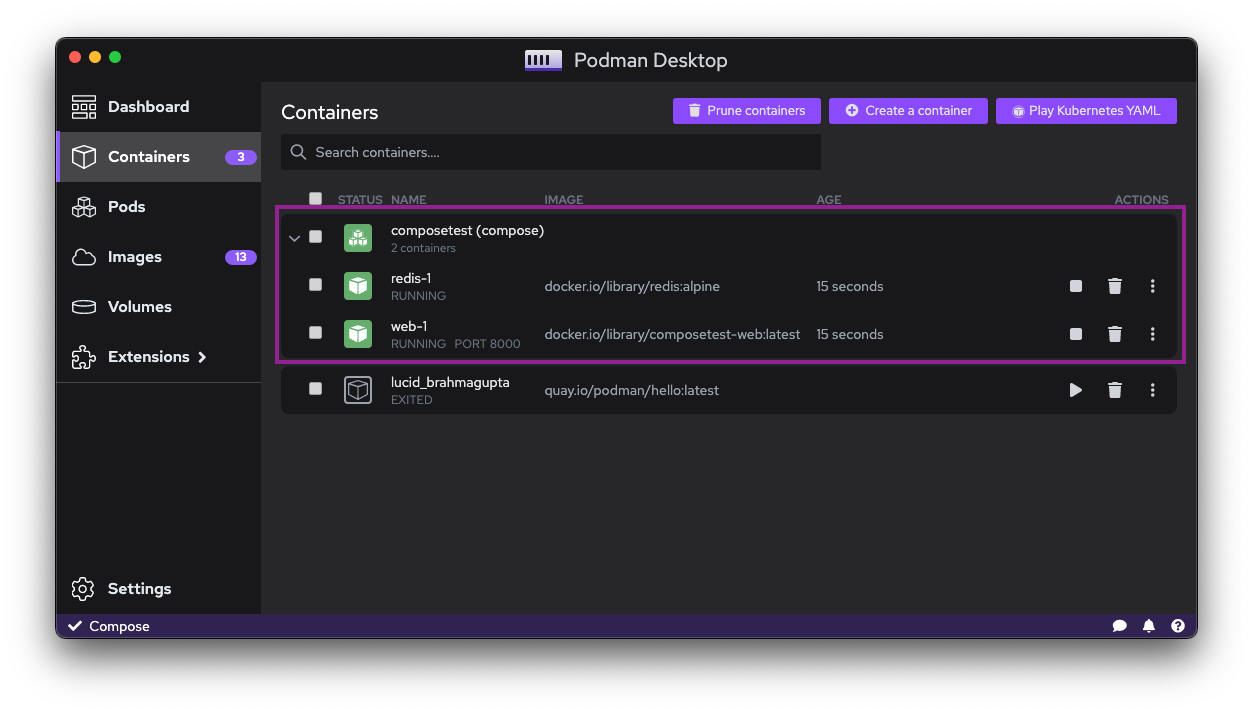 Podman Desktop
Dashboard
Containers 3
Pods
Images 13
Volumes
Extensions
Settings
Containers
Prune containers Create a container Play Kubernetes YAML
Search containers....
STATUS NAME IMAGE AGE ACTIONS
composetest (compose)
2 containers
redis-1
RUNNING
docker.io/library/redis:alpine 15 seconds
web-1
RUNNING PORT 8000
docker.io/library/composetest-web:latest 15 seconds
lucid_brahmagupta
EXITED
quay.io/podman/hello:latest
Compose